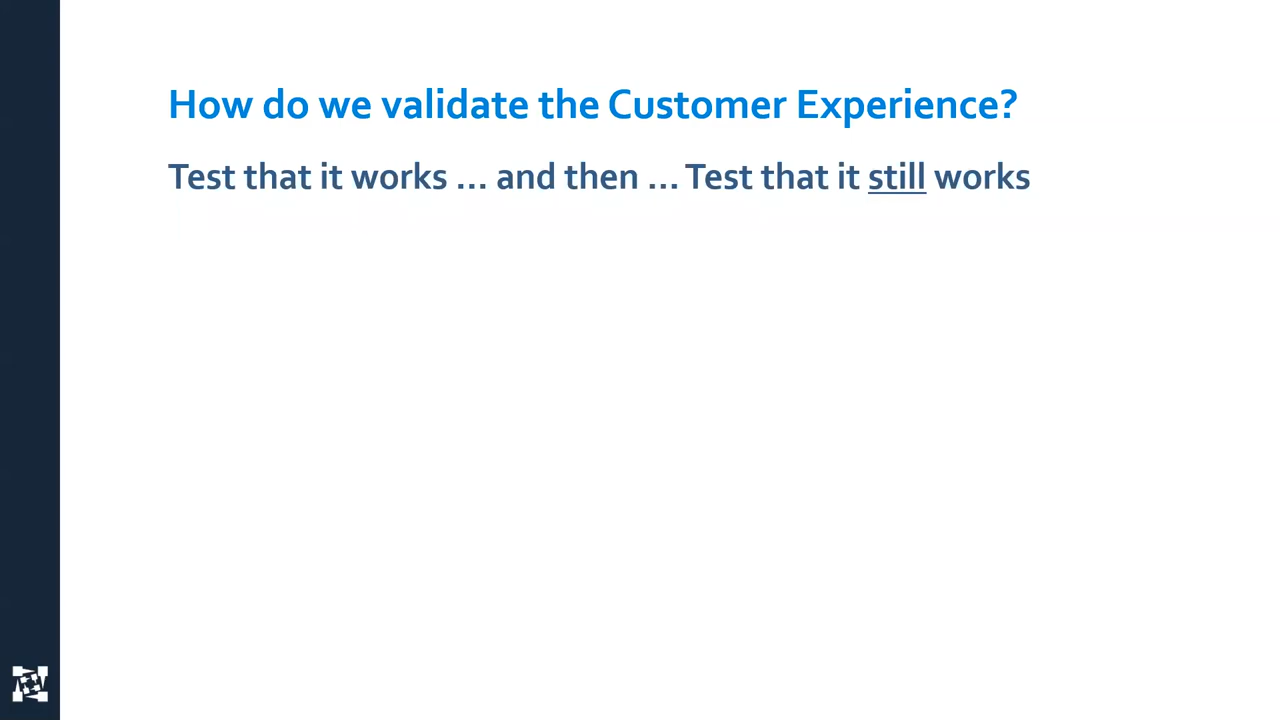 How do we validate the Customer Experience?
Test that it works ... and then ... Test that it still works